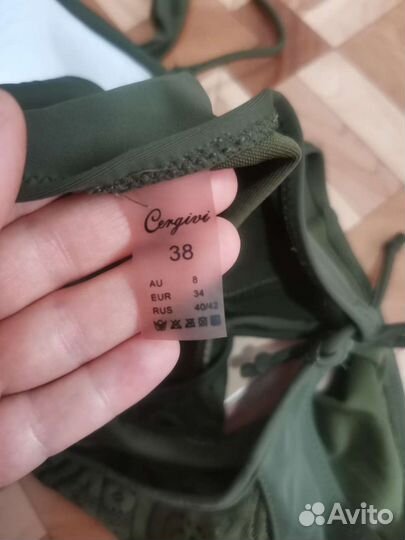 Cergivi
38
AU 8
EUR 34
RUS 40/42
Avito